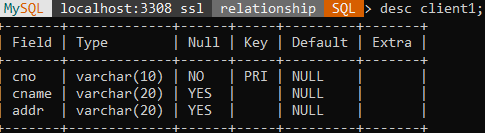 MySQL localhost:3308 ssl relationship SQL> desc client1;
+-------+-------------+------+-----+---------+-------+
| Field | Type        | Null | Key | Default | Extra |
+-------+-------------+------+-----+---------+-------+
| cno   | varchar(10) | NO   | PRI | NULL    |       |
| cname | varchar(20) | YES  |     | NULL    |       |
| addr  | varchar(20) | YES  |     | NULL    |       |
+-------+-------------+------+-----+---------+-------+